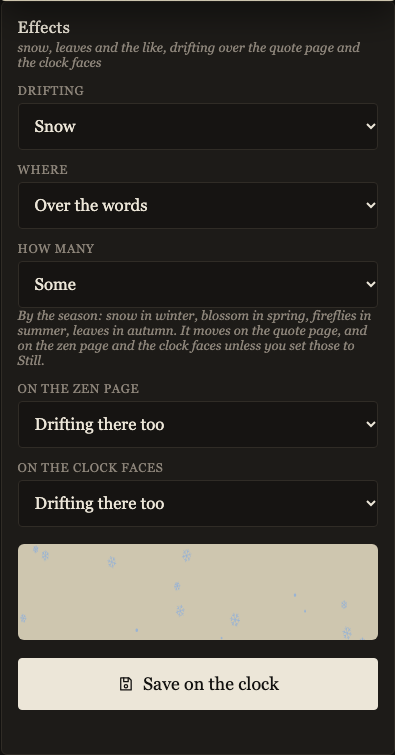 Effects
snow, leaves and the like, drifting over the quote page and
the clock faces
DRIFTING
Snow
WHERE
Over the words
HOW MANY
Some
By the season: snow in winter, blossom in spring, fireflies in
summer, leaves in autumn. It moves on the quote page, and
on the zen page and the clock faces unless you set those to
Still.
ON THE ZEN PAGE
Drifting there too
ON THE CLOCK FACES
Drifting there too
Save on the clock